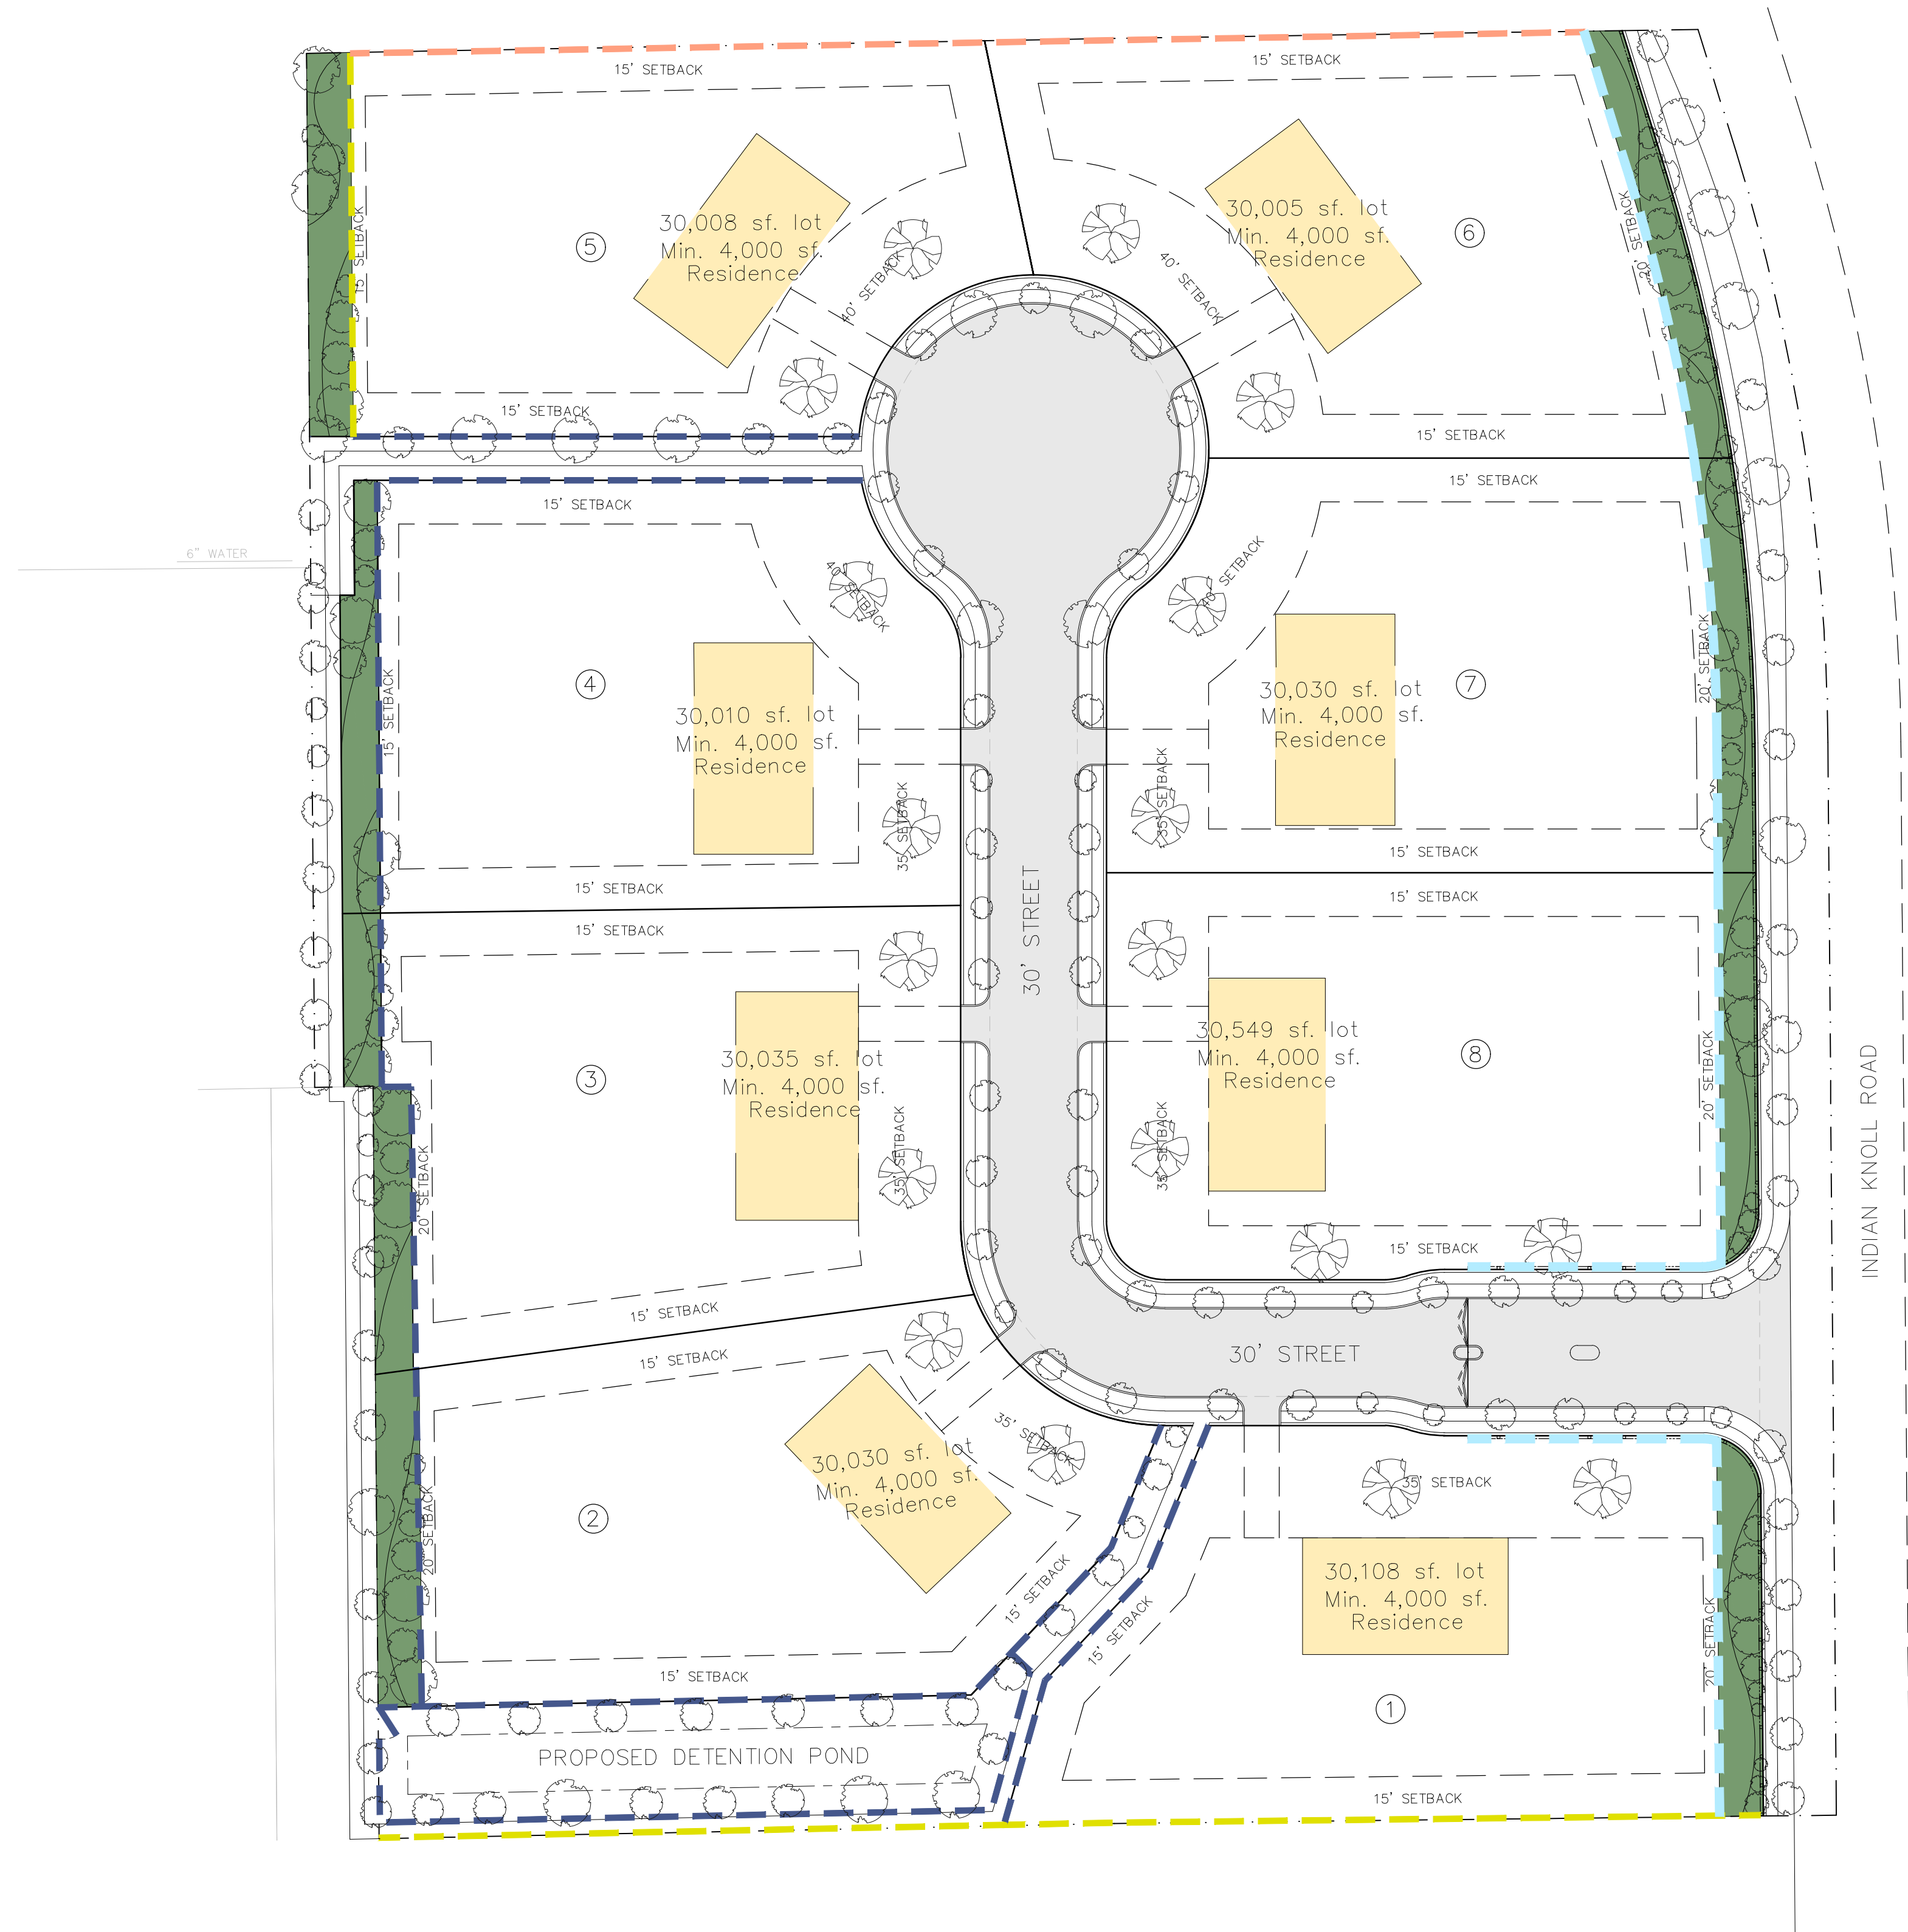 15' SETBACK
15' SETBACK
15' SETBACK
30,008 sf. lot
Min. 4,000 sf.
Residence
5
40' SETBACK
15' SETBACK
30,005 sf. lot
Min. 4,000 sf.
Residence
6
40' SETBACK
20' SETBACK
15' SETBACK
15' SETBACK
15' SETBACK
6" WATER
40' SETBACK
40' SETBACK
15' SETBACK
4
30,010 sf. lot
Min. 4,000 sf.
Residence
35' SETBACK
15' SETBACK
30,030 sf. lot
Min. 4,000 sf.
Residence
7
20' SETBACK
35' SETBACK
15' SETBACK
15' SETBACK
15' SETBACK
30' STREET
3
30,035 sf. lot
Min. 4,000 sf.
Residence
35' SETBACK
20' SETBACK
15' SETBACK
30,549 sf. lot
Min. 4,000 sf.
Residence
8
35' SETBACK
20' SETBACK
15' SETBACK
INDIAN KNOLL ROAD
30' STREET
15' SETBACK
20' SETBACK
2
30,030 sf. lot
Min. 4,000 sf.
Residence
35' SETBACK
15' SETBACK
15' SETBACK
35' SETBACK
30,108 sf. lot
Min. 4,000 sf.
Residence
1
20' SETBACK
15' SETBACK
15' SETBACK
PROPOSED DETENTION POND